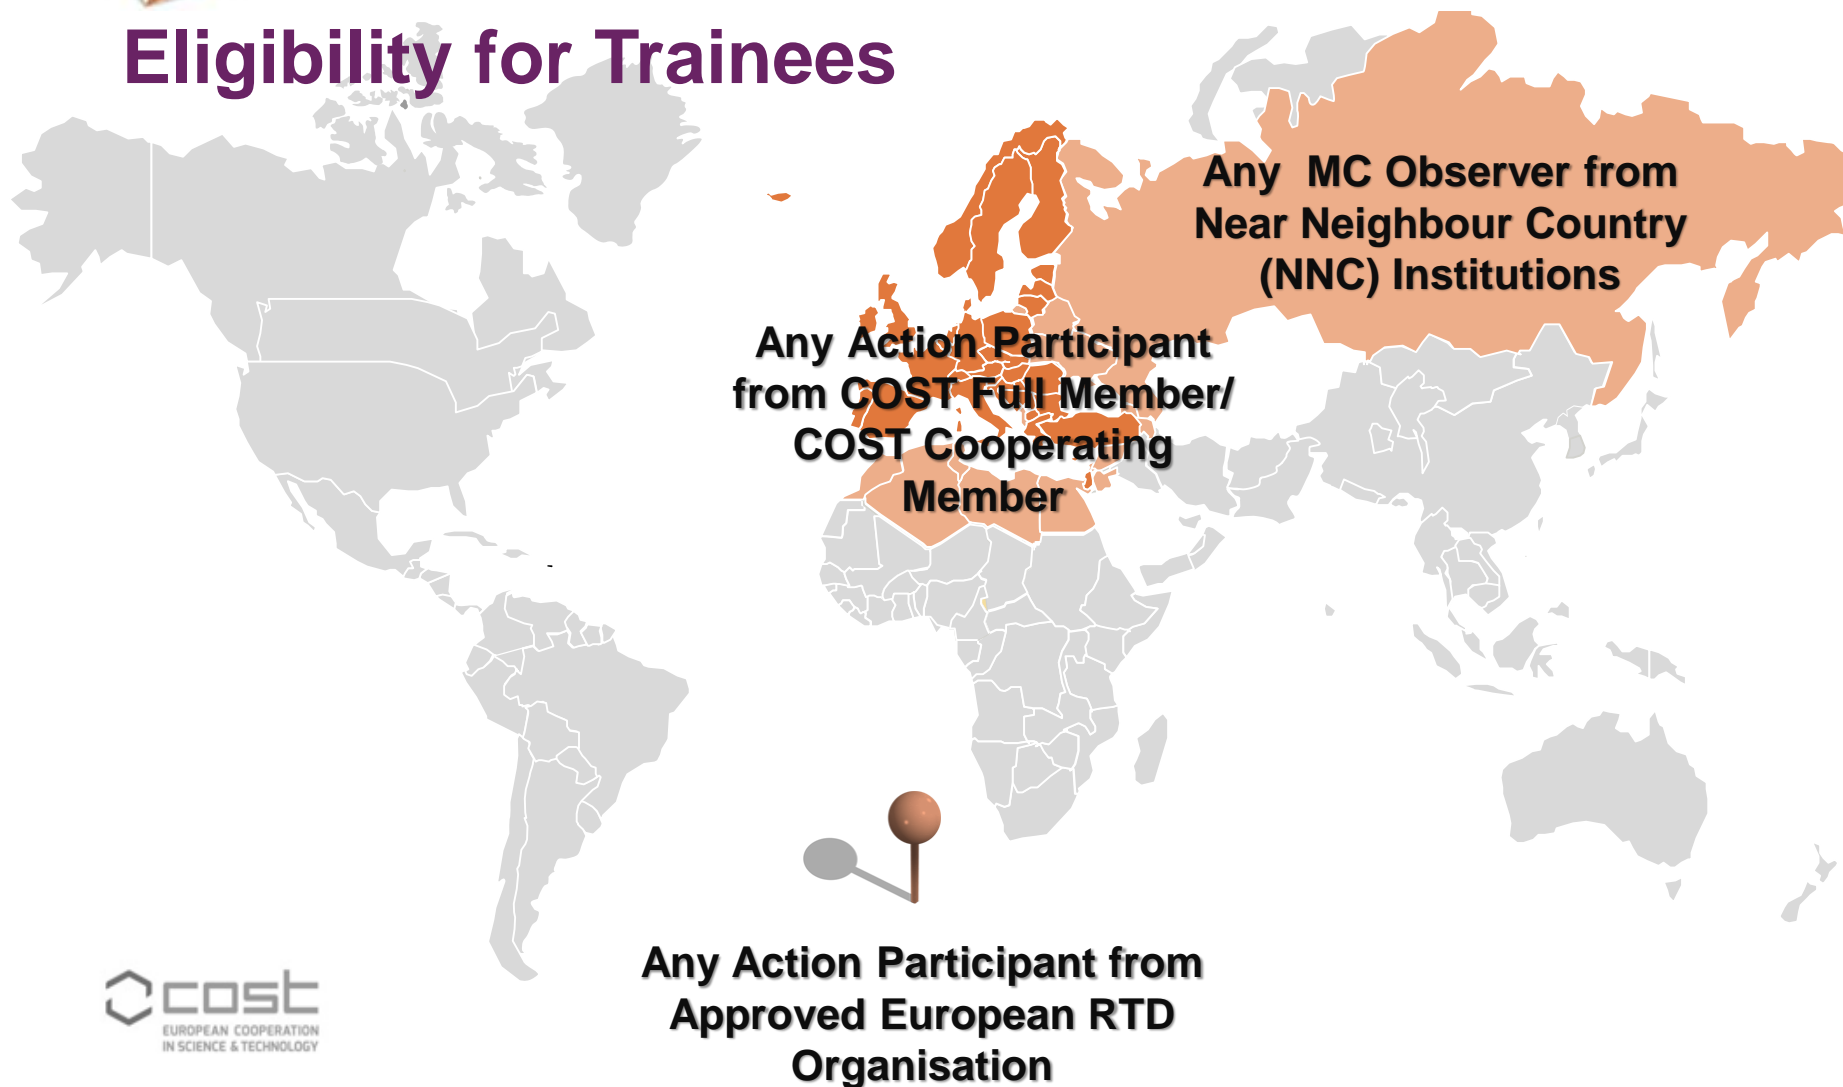 Eligibility for Trainees
Any MC Observer from
Near Neighbour Country
(NNC) Institutions
Any Action Participant
from COST Full Member/
COST Cooperating
Member
Any Action Participant from
Approved European RTD
Organisation
cost
EUROPEAN COOPERATION
IN SCIENCE & TECHNOLOGY